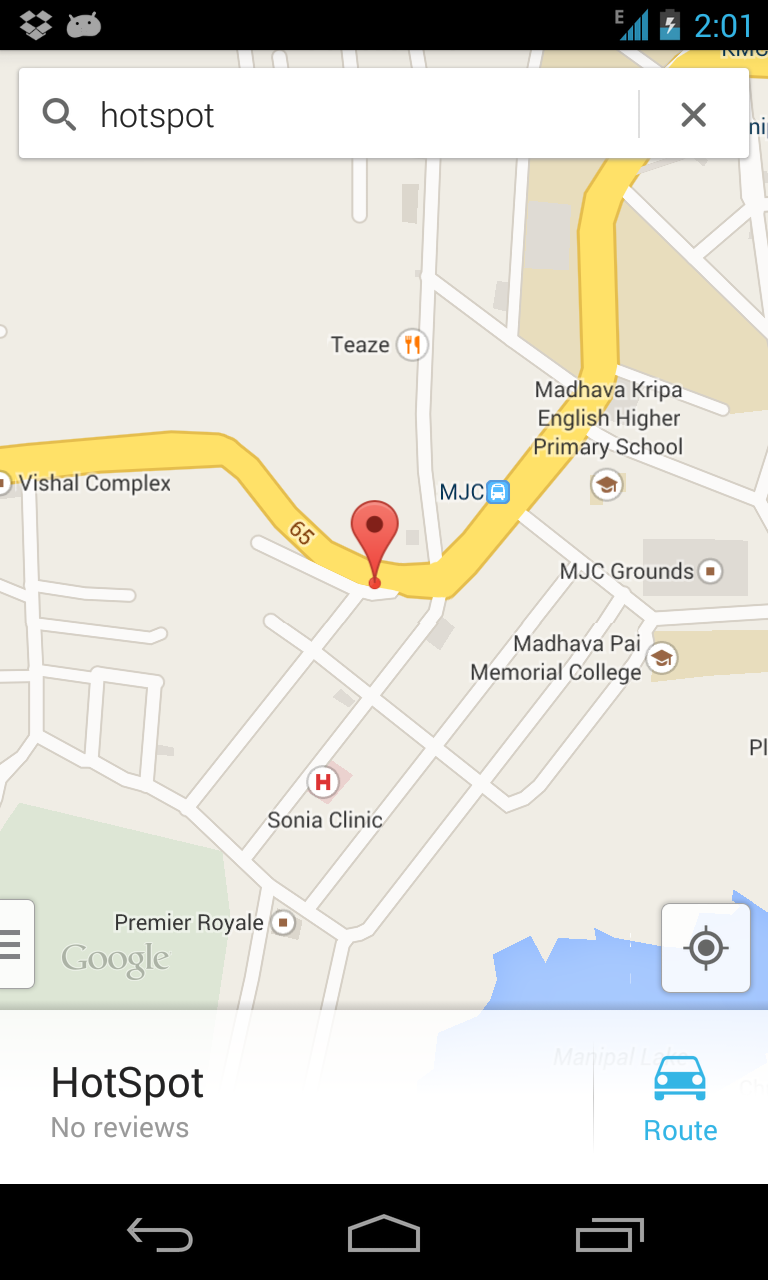 E
2:01
KMC
hotspot
Teaze
Madhava Kripa
English Higher
Primary School
Vishal Complex
MJC
65
MJC Grounds
Madhava Pai
Memorial College
Pl
H
Sonia Clinic
Premier Royale
Google
Manipal Lake
HotSpot
No reviews
Route